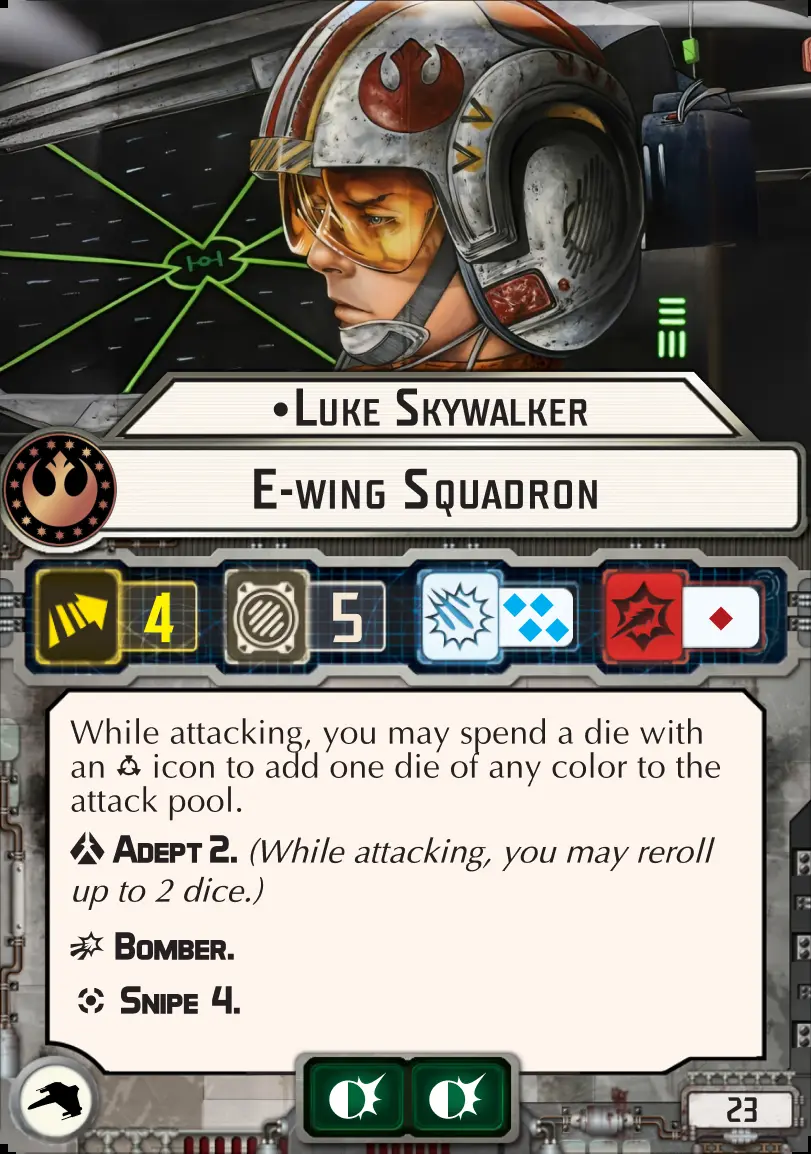 •Luke Skywalker
E-wing Squadron
4 5
While attacking, you may spend a die with
an icon to add one die of any color to the
attack pool.
Adept 2. (While attacking, you may reroll
up to 2 dice.)
Bomber.
Snipe 4.
23